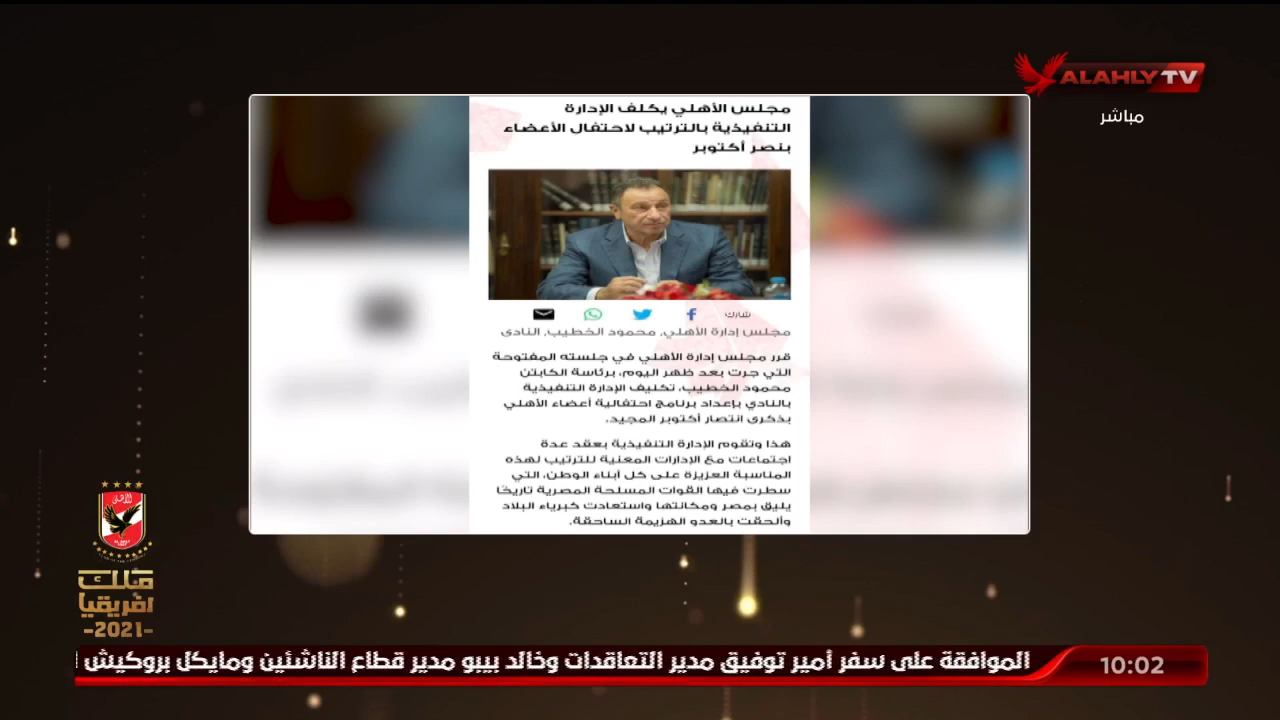 ALAHLY TV
مباشر
مجلس الأهلي يكلف الإدارة
التنفيذية بالترتيب لاحتفال الأعضاء
بنصر أكتوبر
شارك
مجلس إدارة الأهلي, محمود الخطيب, النادى
قرر مجلس إدارة الأهلي في جلسته المفتوحة
التي جرت بعد ظهر اليوم، برئاسة الكابتن
محمود الخطيب، تكليف الإدارة التنفيذية
بالنادي بإعداد برنامج احتفالية أعضاء الأهلي
بذكرى انتصار أكتوبر المجيد.
هذا وتقوم الإدارة التنفيذية بعقد عدة
اجتماعات مع الإدارات المعنية للترتيب لهذه
المناسبة العزيزة على كل أبناء الوطن، التي
سطرت فيها القوات المسلحة المصرية تاريخًا
يليق بمصر ومكانتها واستعادت كبرياء البلاد
وألحقت بالعدو الهزيمة الساحقة.
الأهلي
AL AHLY
ملك
افريقيا
-2021-
الموافقة على سفر أمير توفيق مدير التعاقدات وخالد بيبو مدير قطاع الناشئين ومايكل بروكيش
10:02